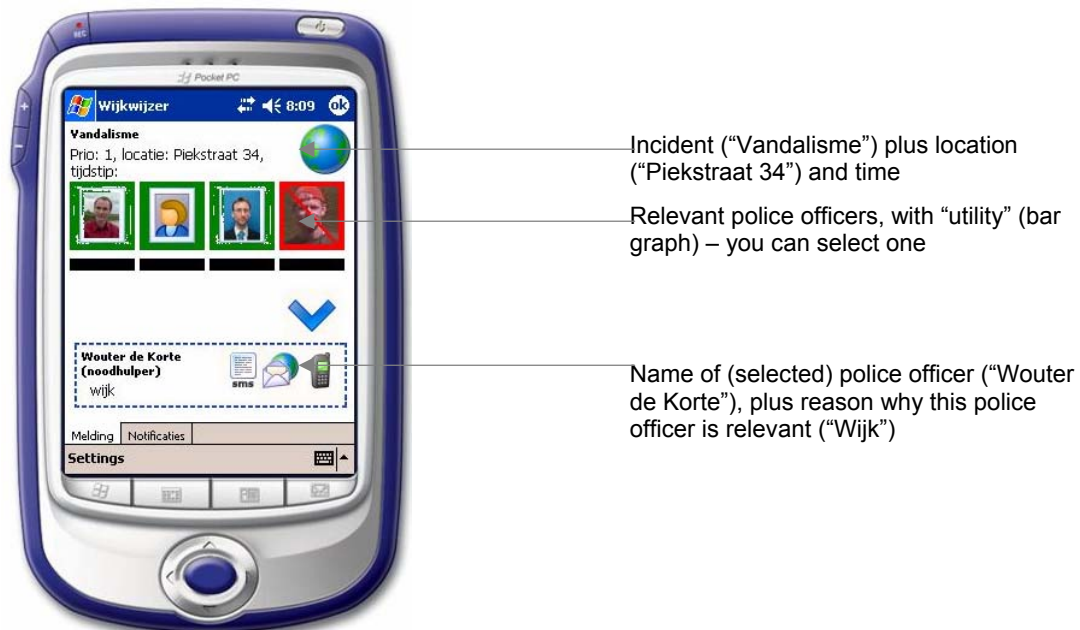 REC
Pocket PC
Wijkwijzer 8:09 ok
Vandalisme
Prio: 1, locatie: Piekstraat 34,
tijdstip:
Wouter de Korte
(noodhulper)
wijk
sms
Melding Notificaties
Settings
Incident (“Vandalisme”) plus location
(“Piekstraat 34”) and time
Relevant police officers, with “utility” (bar
graph) – you can select one
Name of (selected) police officer (“Wouter
de Korte”), plus reason why this police
officer is relevant (“Wijk”)